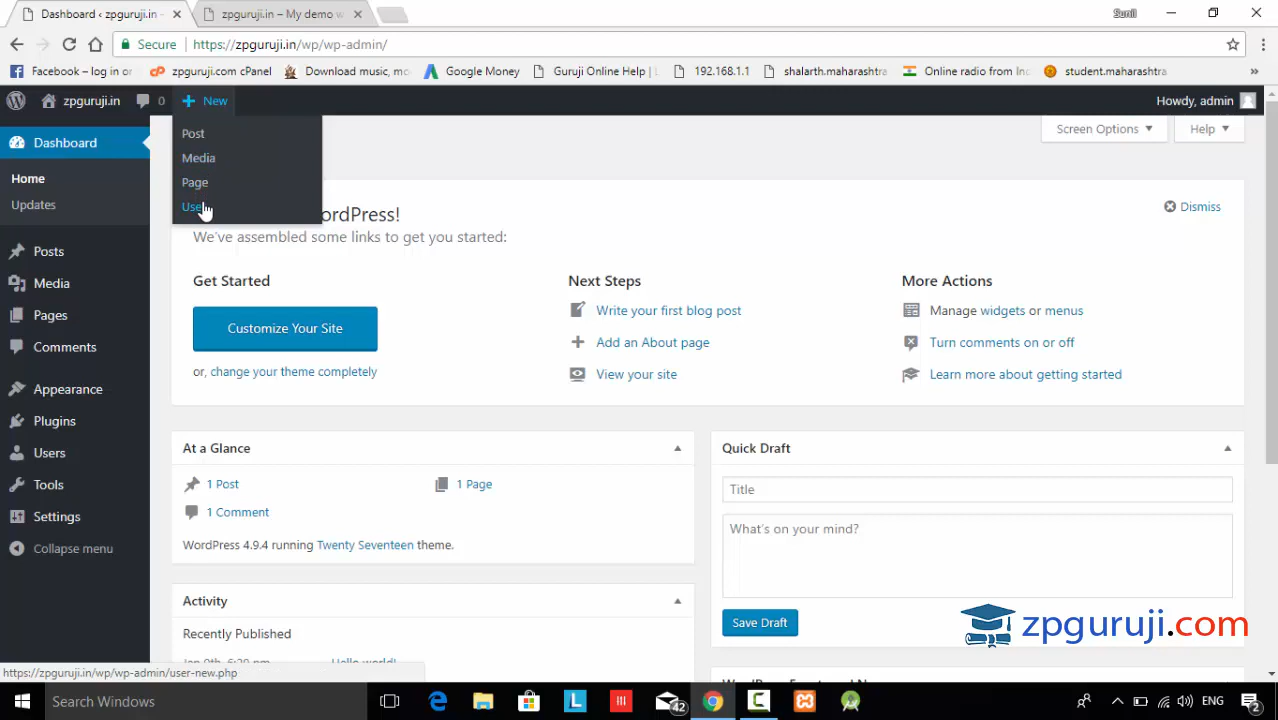 Dashboard ‹ zpguruji.in -
zpguruji.in – My demo w
Sunil
Secure
https://zpguruji.in/wp/wp-admin/
Facebook – log in or
zpguruji.com cPanel
Download music, mo
Google Money
Guruji Online Help | L
192.168.1.1
shalarth.maharashtra
Online radio from Ind
student.maharashtra
»
zpguruji.in
0
New
Howdy, admin
Post
Media
Page
Use
Screen Options
Help
Dashboard
Home
Updates
Posts
Media
Pages
Comments
Appearance
Plugins
Users
Tools
Settings
Collapse menu
ordPress!
Dismiss
We've assembled some links to get you started:
Get Started
Customize Your Site
or, change your theme completely
Next Steps
Write your first blog post
Add an About page
View your site
More Actions
Manage widgets or menus
Turn comments on or off
Learn more about getting started
At a Glance
1 Post
1 Page
1 Comment
WordPress 4.9.4 running Twenty Seventeen theme.
Quick Draft
Title
What's on your mind?
Save Draft
Activity
Recently Published
Hello world!
zpguruji.com
https://zpguruji.in/wp/wp-admin/user-new.php
Search Windows
42
ENG
2